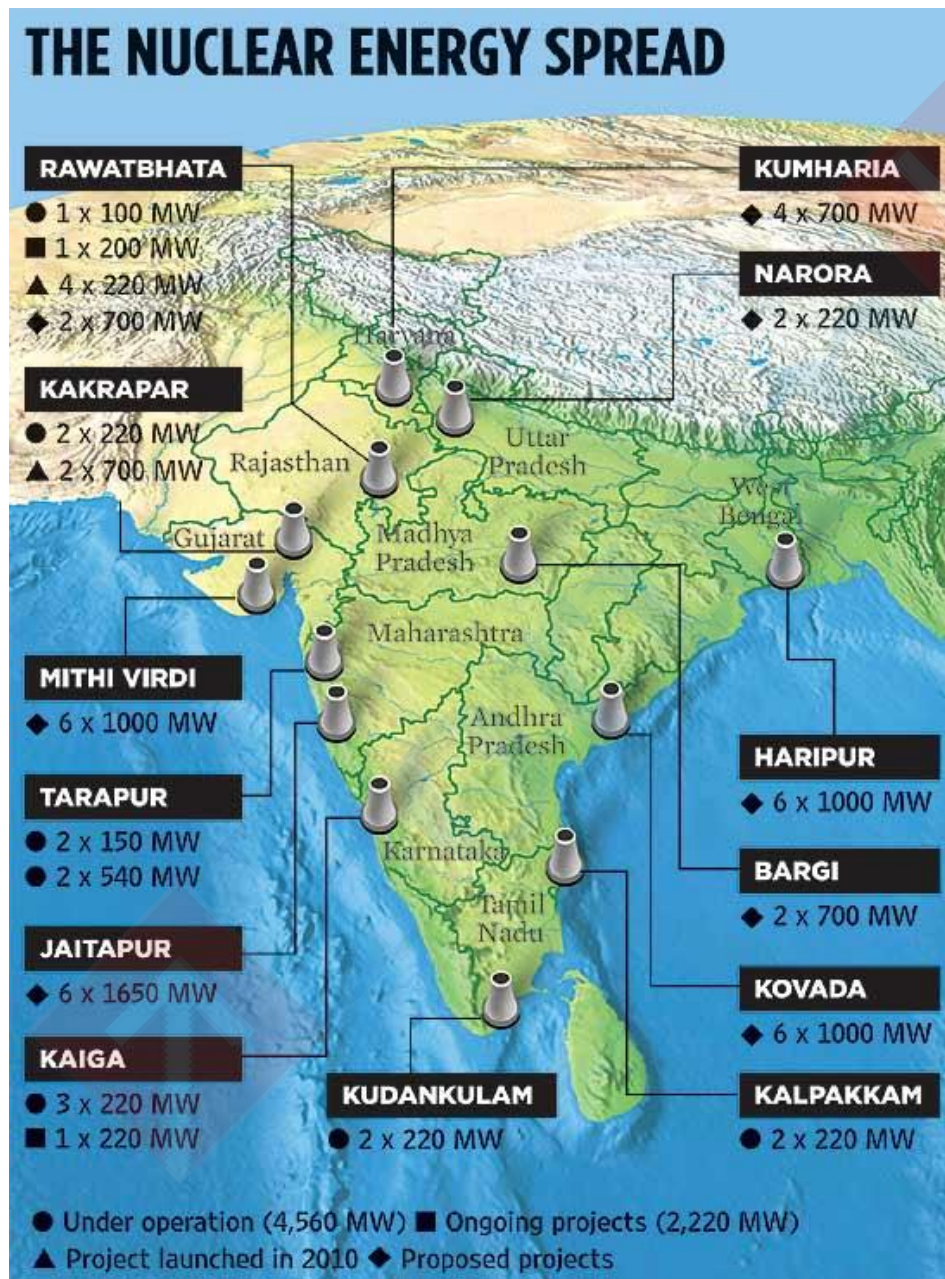 THE NUCLEAR ENERGY SPREAD
RAWATBHATA
● 1 x 100 MW
■ 1 x 200 MW
▲ 4 x 220 MW
◆ 2 x 700 MW
KAKRAPAR
● 2 x 220 MW
▲ 2 x 700 MW
MITHI VIRDI
◆ 6 x 1000 MW
TARAPUR
● 2 x 150 MW
● 2 x 540 MW
JAITAPUR
◆ 6 x 1650 MW
KAIGA
● 3 x 220 MW
■ 1 x 220 MW
KUMHARIA
◆ 4 x 700 MW
NARORA
◆ 2 x 220 MW
Haryana
Uttar
Pradesh
Rajasthan
West
Bengal
Gujarat
Madhya
Pradesh
Maharashtra
Andhra
Pradesh
Karnataka
Tamil
Nadu
HARIPUR
◆ 6 x 1000 MW
BARGI
◆ 2 x 700 MW
KOVADA
◆ 6 x 1000 MW
KUDANKULAM
● 2 x 220 MW
KALPAKKAM
● 2 x 220 MW
● Under operation (4,560 MW) ■ Ongoing projects (2,220 MW)
▲ Project launched in 2010 ◆ Proposed projects